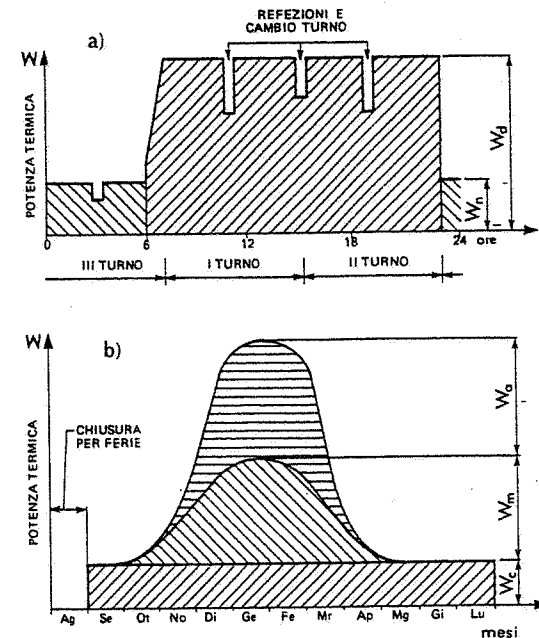 REFEZIONI E
CAMBIO TURNO
a)
W
POTENZA TERMICA
Wd
Wn
0 6 12 18 24 ore
III TURNO I TURNO II TURNO
W
b)
CHIUSURA
PER FERIE
POTENZA TERMICA
Wa
Wm
Wc
Ag Se Ot No Di Ge Fe Mr Ap Mg Gi Lu
mesi